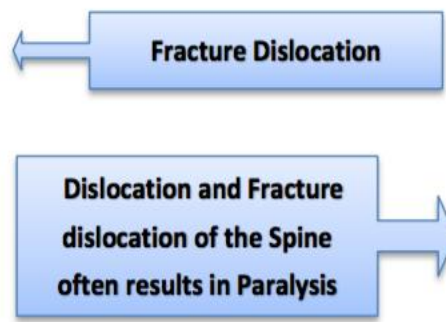 Fracture Dislocation
Dislocation and Fracture
dislocation of the Spine
often results in Paralysis